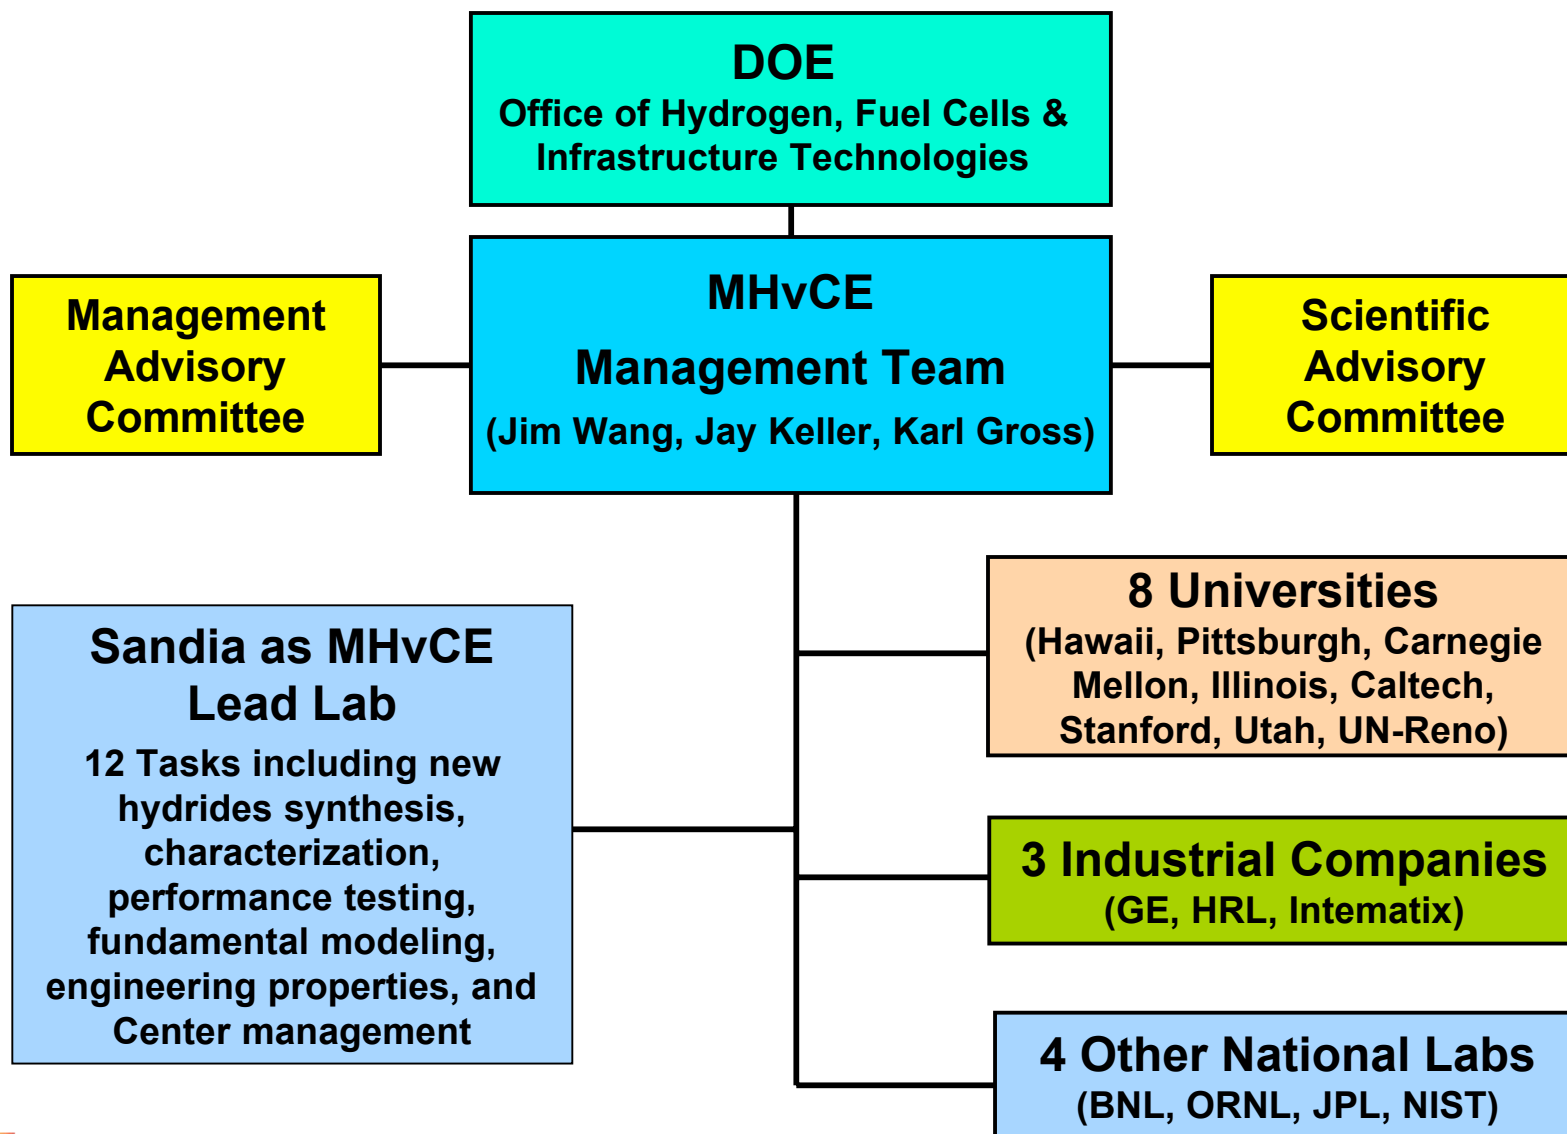 DOE
Office of Hydrogen, Fuel Cells &
Infrastructure Technologies
MHvCE
Management Team
(Jim Wang, Jay Keller, Karl Gross)
Management
Advisory
Committee
Scientific
Advisory
Committee
Sandia as MHvCE
Lead Lab
12 Tasks including new
hydrides synthesis,
characterization,
performance testing,
fundamental modeling,
engineering properties, and
Center management
8 Universities
(Hawaii, Pittsburgh, Carnegie
Mellon, Illinois, Caltech,
Stanford, Utah, UN-Reno)
3 Industrial Companies
(GE, HRL, Intematix)
4 Other National Labs
(BNL, ORNL, JPL, NIST)